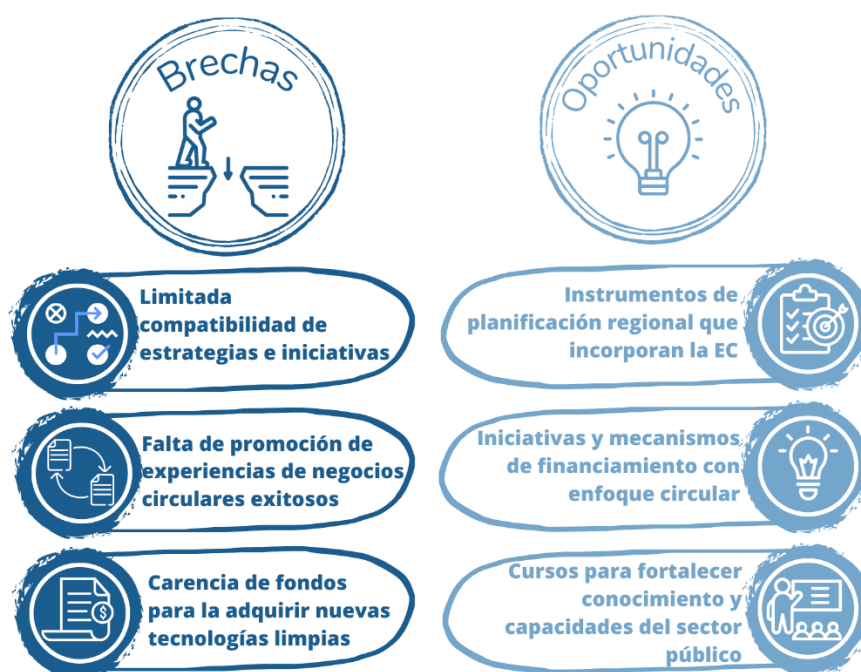 Brechas
Limitada
compatibilidad de
estrategias e iniciativas
Falta de promoción de
experiencias de negocios
circulares exitosos
Carencia de fondos
para la adquirir nuevas
tecnologías limpias
Oportunidades
Instrumentos de
planificación regional que
incorporan la EC
Iniciativas y mecanismos
de financiamiento con
enfoque circular
Cursos para fortalecer
conocimiento y
capacidades del sector
público